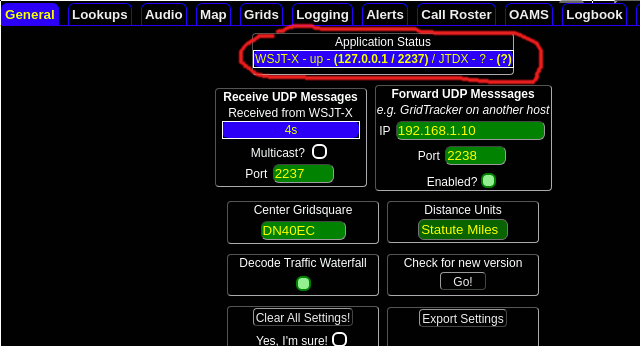 General Lookups Audio Map Grids Logging Alerts Call Roster OAMS Logbook
Application Status
WSJT-X - up - (127.0.0.1 / 2237) / JTDX - ? - (?)
Receive UDP Messages
Received from WSJT-X
4s
Multicast?
Port 2237
Forward UDP Messsages
e.g. GridTracker on another host
IP 192.168.1.10
Port 2238
Enabled?
Center Gridsquare
DN40EC
Distance Units
Statute Miles
Decode Traffic Waterfall
Check for new version
Go!
Clear All Settings!
Yes, I'm sure!
Export Settings